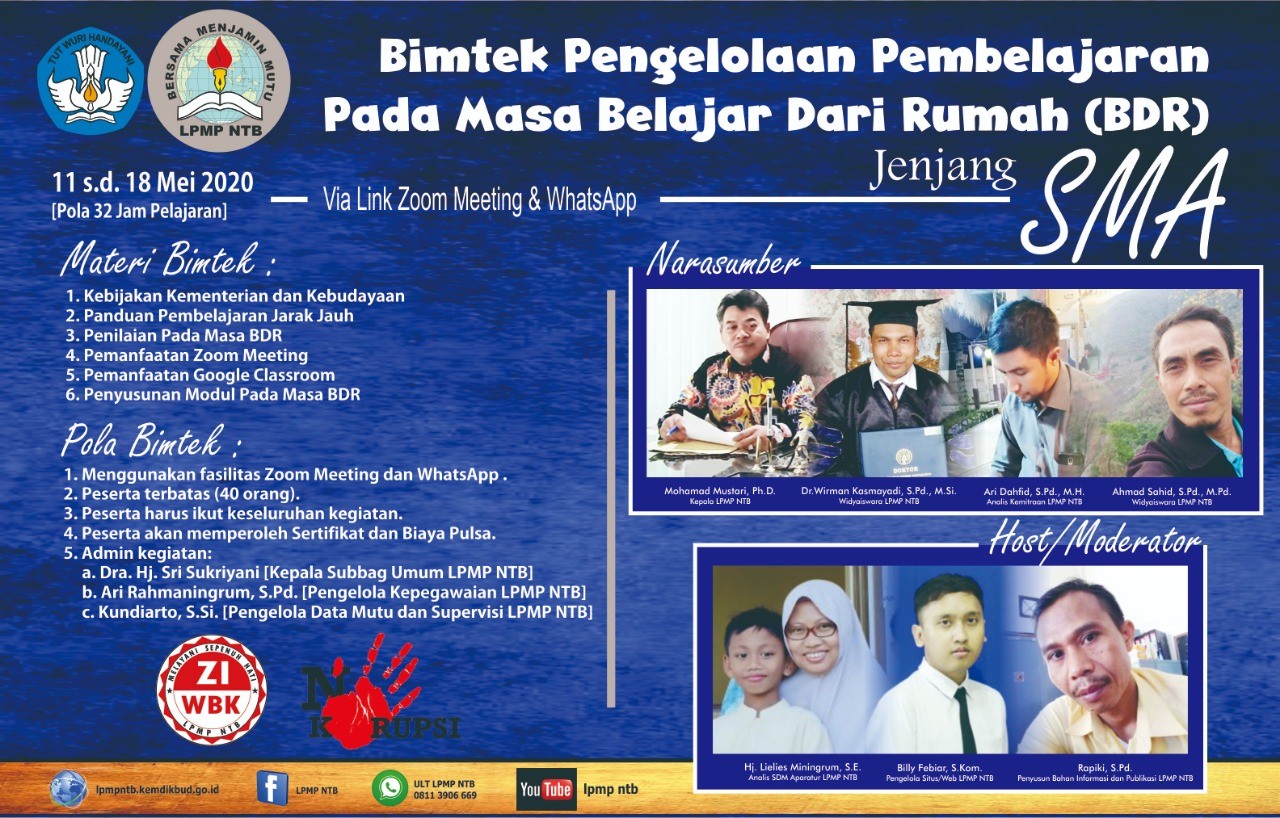 TUT WURI HANDAYANI
BERSAMA MENJAMIN MUTU
LPMP NTB
Bimtek Pengelolaan Pembelajaran
Pada Masa Belajar Dari Rumah (BDR)
Jenjang SMA
11 s.d. 18 Mei 2020
[Pola 32 Jam Pelajaran]
Via Link Zoom Meeting & WhatsApp
Materi Bimtek :
1. Kebijakan Kementerian dan Kebudayaan
2. Panduan Pembelajaran Jarak Jauh
3. Penilaian Pada Masa BDR
4. Pemanfaatan Zoom Meeting
5. Pemanfaatan Google Classroom
6. Penyusunan Modul Pada Masa BDR
Pola Bimtek :
1. Menggunakan fasilitas Zoom Meeting dan WhatsApp .
2. Peserta terbatas (40 orang).
3. Peserta harus ikut keseluruhan kegiatan.
4. Peserta akan memperoleh Sertifikat dan Biaya Pulsa.
5. Admin kegiatan:
a. Dra. Hj. Sri Sukriyani [Kepala Subbag Umum LPMP NTB]
b. Ari Rahmaningrum, S.Pd. [Pengelola Kepegawaian LPMP NTB]
c. Kundiarto, S.Si. [Pengelola Data Mutu dan Supervisi LPMP NTB]
Narasumber
DOKTOR
Mohamad Mustari, Ph.D.
Kepala LPMP NTB
Dr.Wirman Kasmayadi, S.Pd., M.Si.
Widyaiswara LPMP NTB
Ari Dahfid, S.Pd., M.H.
Analis Kemitraan LPMP NTB
Ahmad Sahid, S.Pd., M.Pd.
Widyaiswara LPMP NTB
Host/Moderator
Hj. Lielies Miningrum, S.E.
Analis SDM Aparatur LPMP NTB
Billy Febiar, S.Kom.
Pengelola Situs/Web LPMP NTB
Rapiki, S.Pd.
Penyusun Bahan Informasi dan Publikasi LPMP NTB
MELAYANI SEPENUH HATI
ZI
WBK
LPMP NTB
NO
KORUPSI
lpmpntb.kemdikbud.go.id
LPMP NTB
ULT LPMP NTB
0811 3906 669
YouTube
lpmp ntb